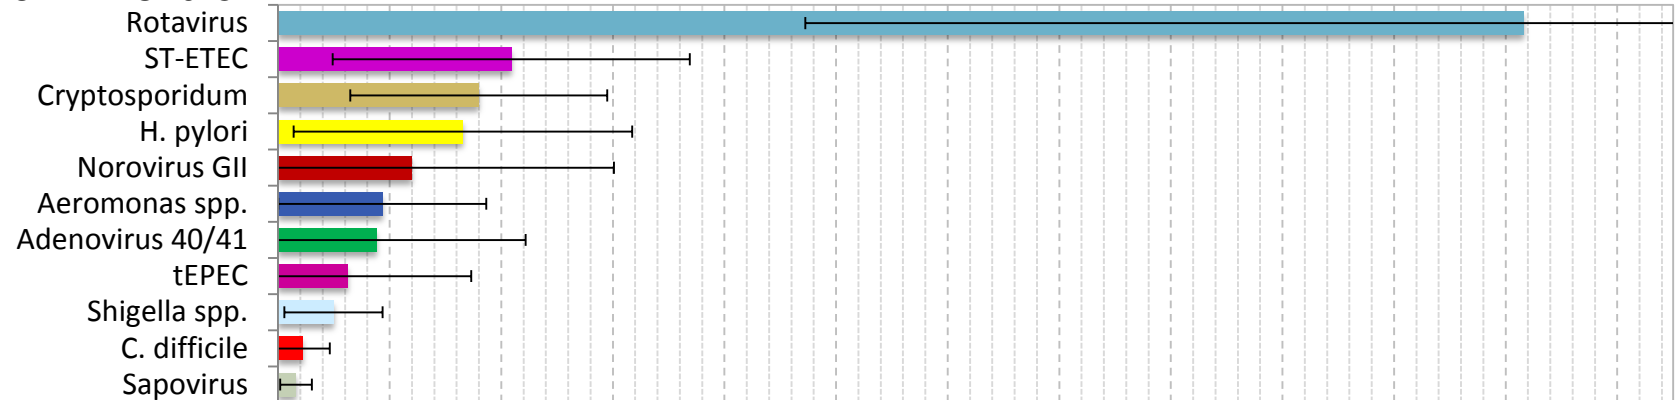 Rotavirus
ST-ETEC
Cryptosporidum
H. pylori
Norovirus GII
Aeromonas spp.
Adenovirus 40/41
tEPEC
Shigella spp.
C. difficile
Sapovirus